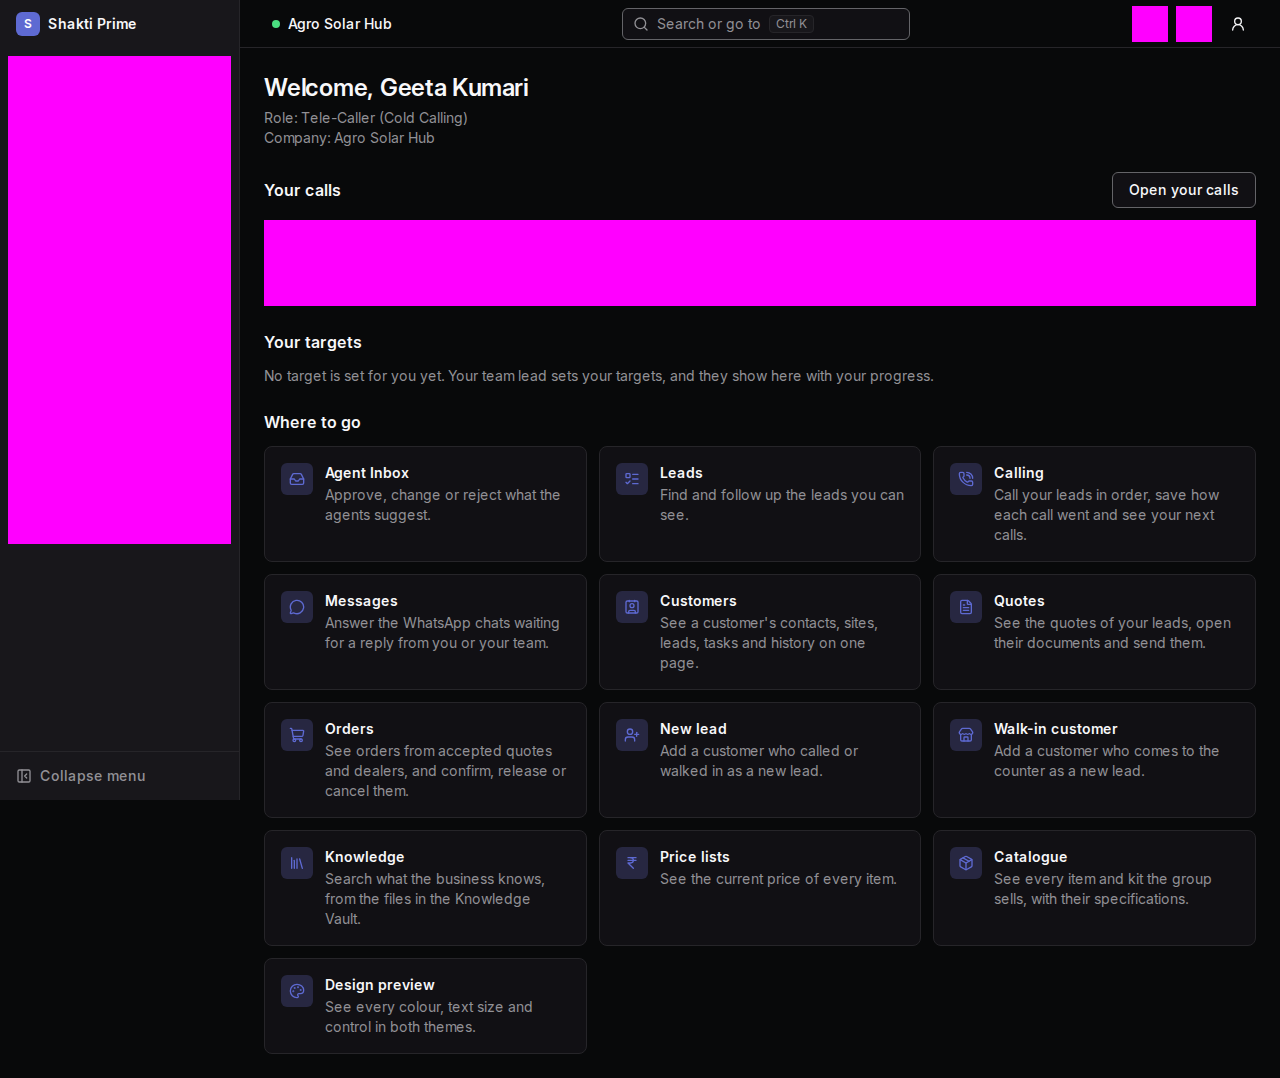 S Shakti Prime
Agro Solar Hub
Search or go to Ctrl K
Welcome, Geeta Kumari
Role: Tele-Caller (Cold Calling)
Company: Agro Solar Hub
Your calls
Open your calls
Your targets
No target is set for you yet. Your team lead sets your targets, and they show here with your progress.
Where to go
Agent Inbox
Approve, change or reject what the
agents suggest.
Leads
Find and follow up the leads you can
see.
Calling
Call your leads in order, save how
each call went and see your next
calls.
Messages
Answer the WhatsApp chats waiting
for a reply from you or your team.
Customers
See a customer's contacts, sites,
leads, tasks and history on one
page.
Quotes
See the quotes of your leads, open
their documents and send them.
Orders
See orders from accepted quotes
and dealers, and confirm, release or
cancel them.
New lead
Add a customer who called or
walked in as a new lead.
Walk-in customer
Add a customer who comes to the
counter as a new lead.
Knowledge
Search what the business knows,
from the files in the Knowledge
Vault.
Price lists
See the current price of every item.
Catalogue
See every item and kit the group
sells, with their specifications.
Design preview
See every colour, text size and
control in both themes.
Collapse menu